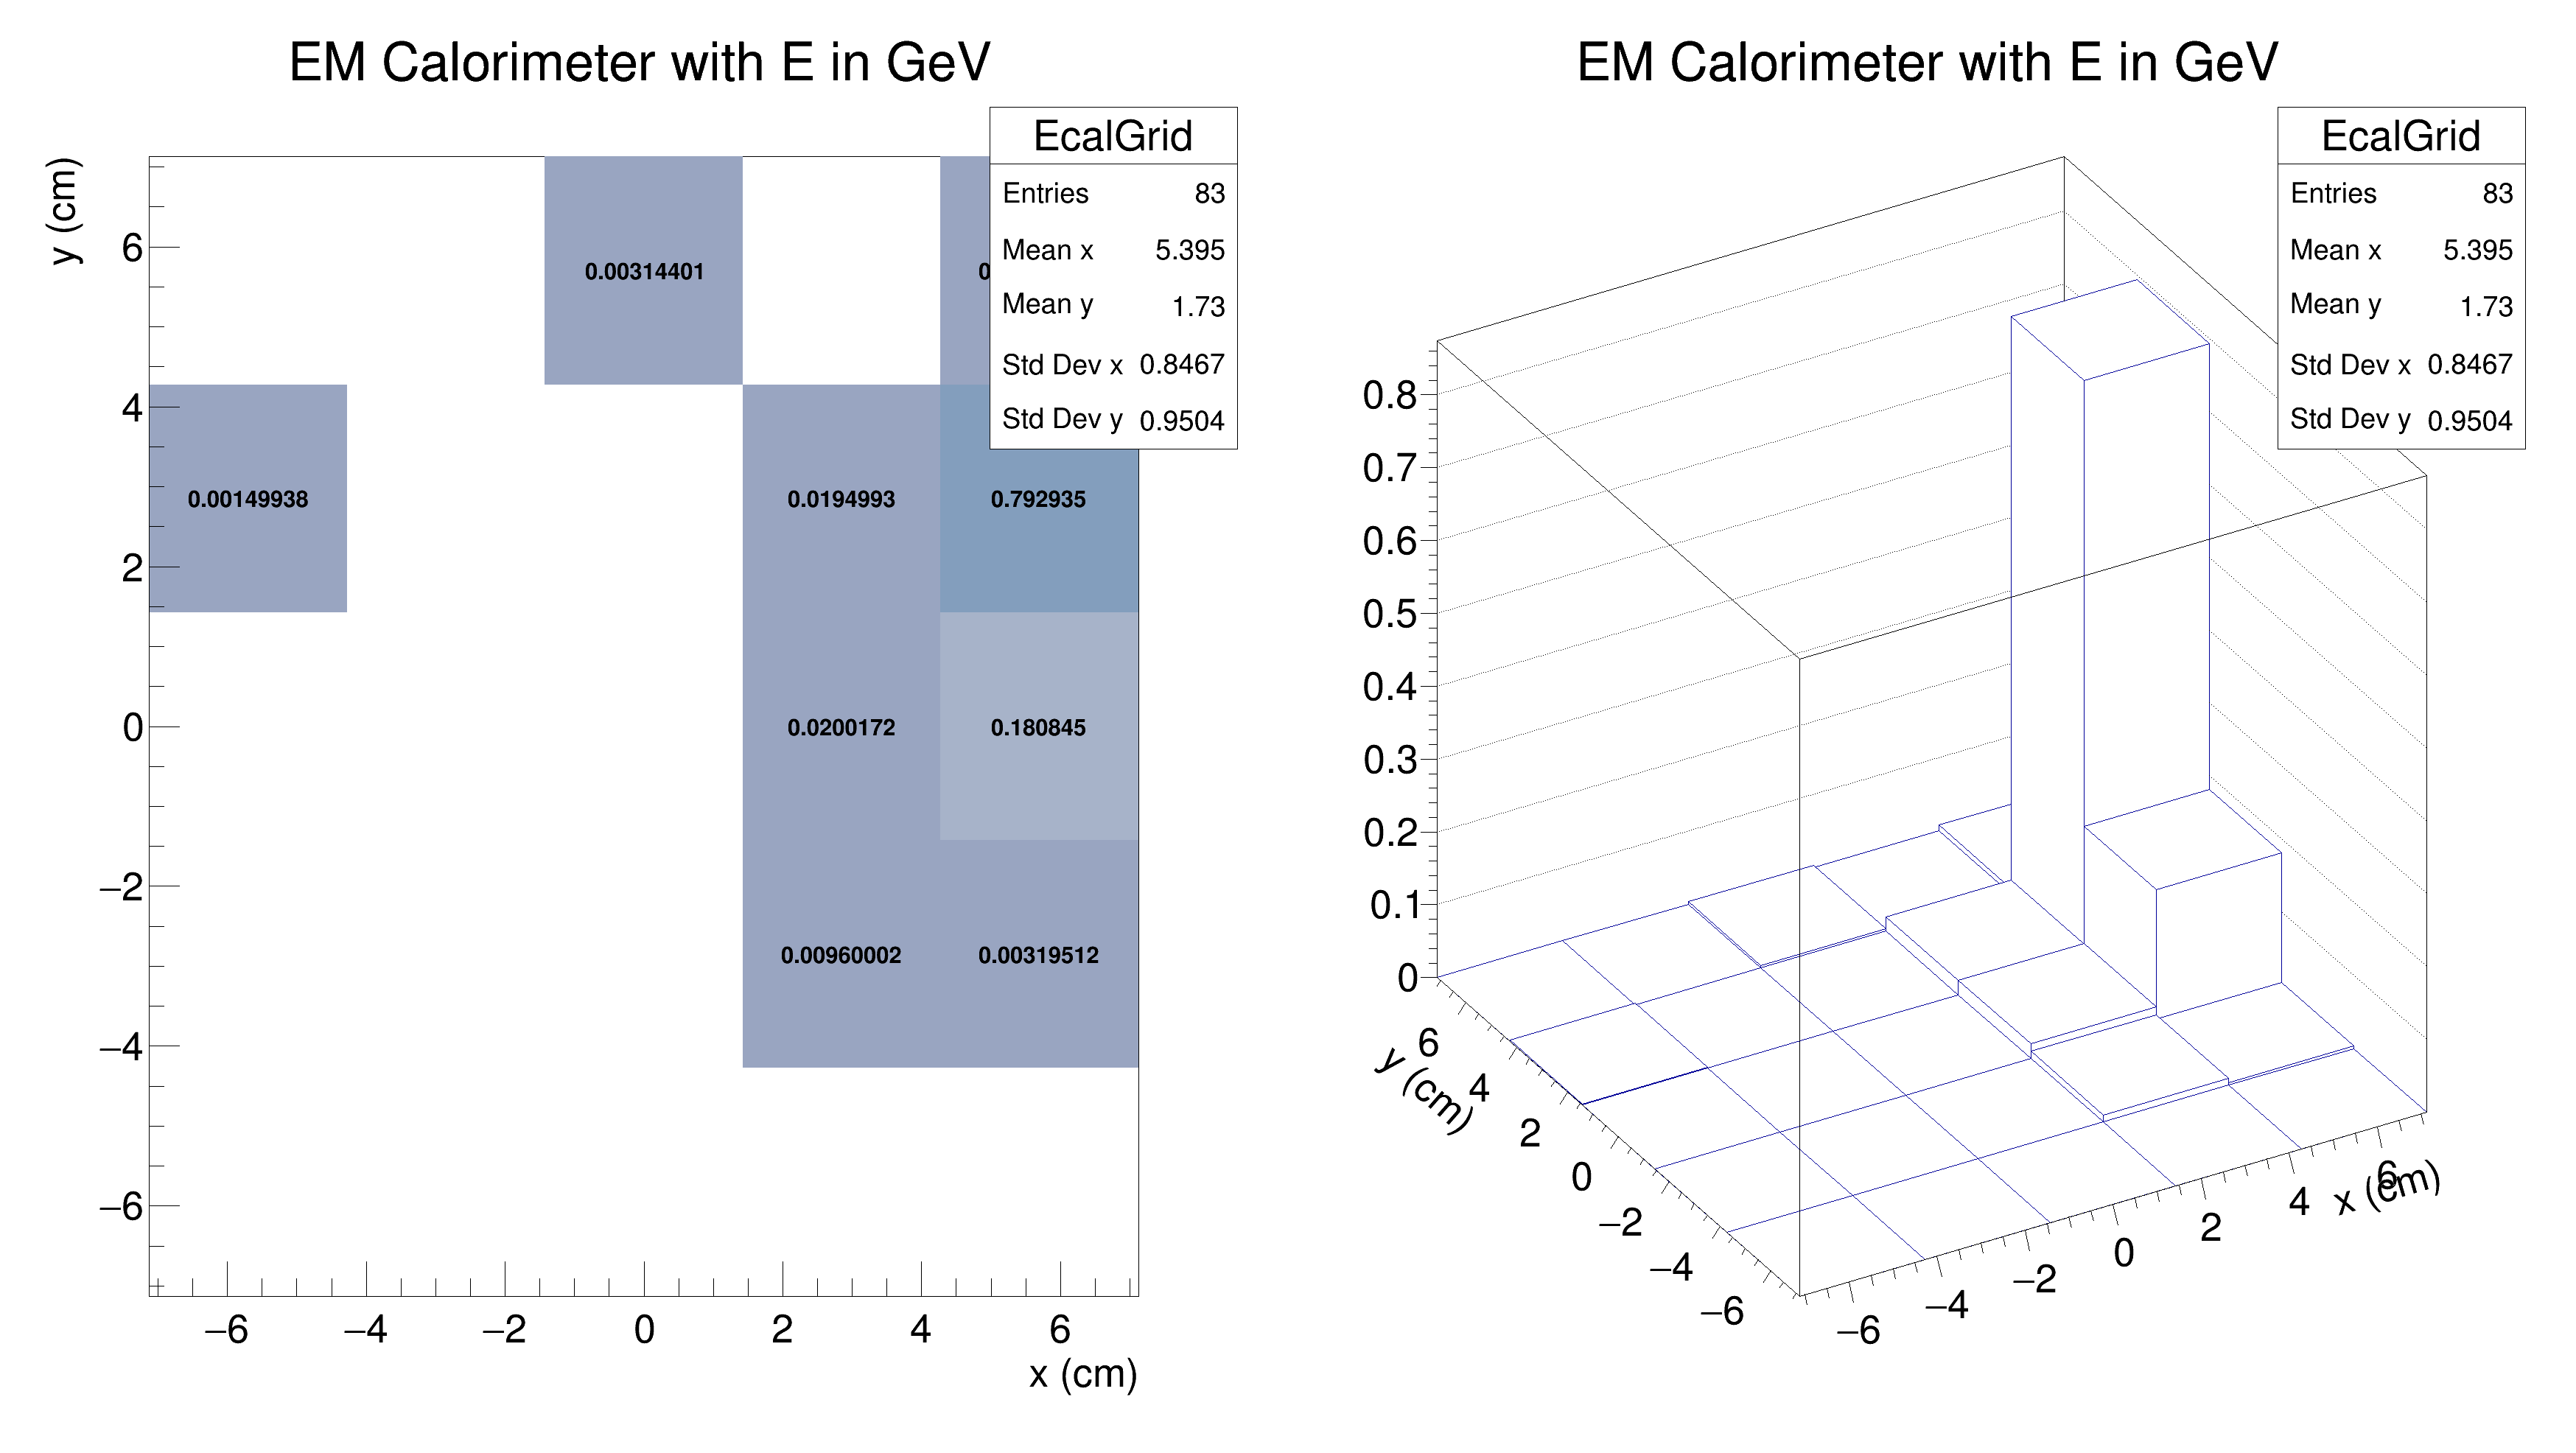 EM Calorimeter with E in GeV
EcalGrid
Entries 83
Mean x 5.395
Mean y 1.73
Std Dev x 0.8467
Std Dev y 0.9504
y (cm)
6
4
2
0
−2
−4
−6
0.00314401
0
0.00149938
0.0194993
0.792935
0.0200172
0.180845
0.00960002
0.00319512
−6 −4 −2 0 2 4 6
x (cm)
EM Calorimeter with E in GeV
EcalGrid
Entries 83
Mean x 5.395
Mean y 1.73
Std Dev x 0.8467
Std Dev y 0.9504
0.8
0.7
0.6
0.5
0.4
0.3
0.2
0.1
0
y (cm)
6
4
2
0
−2
−4
−6
−6
−4
−2
0
2
4
6
x (cm)